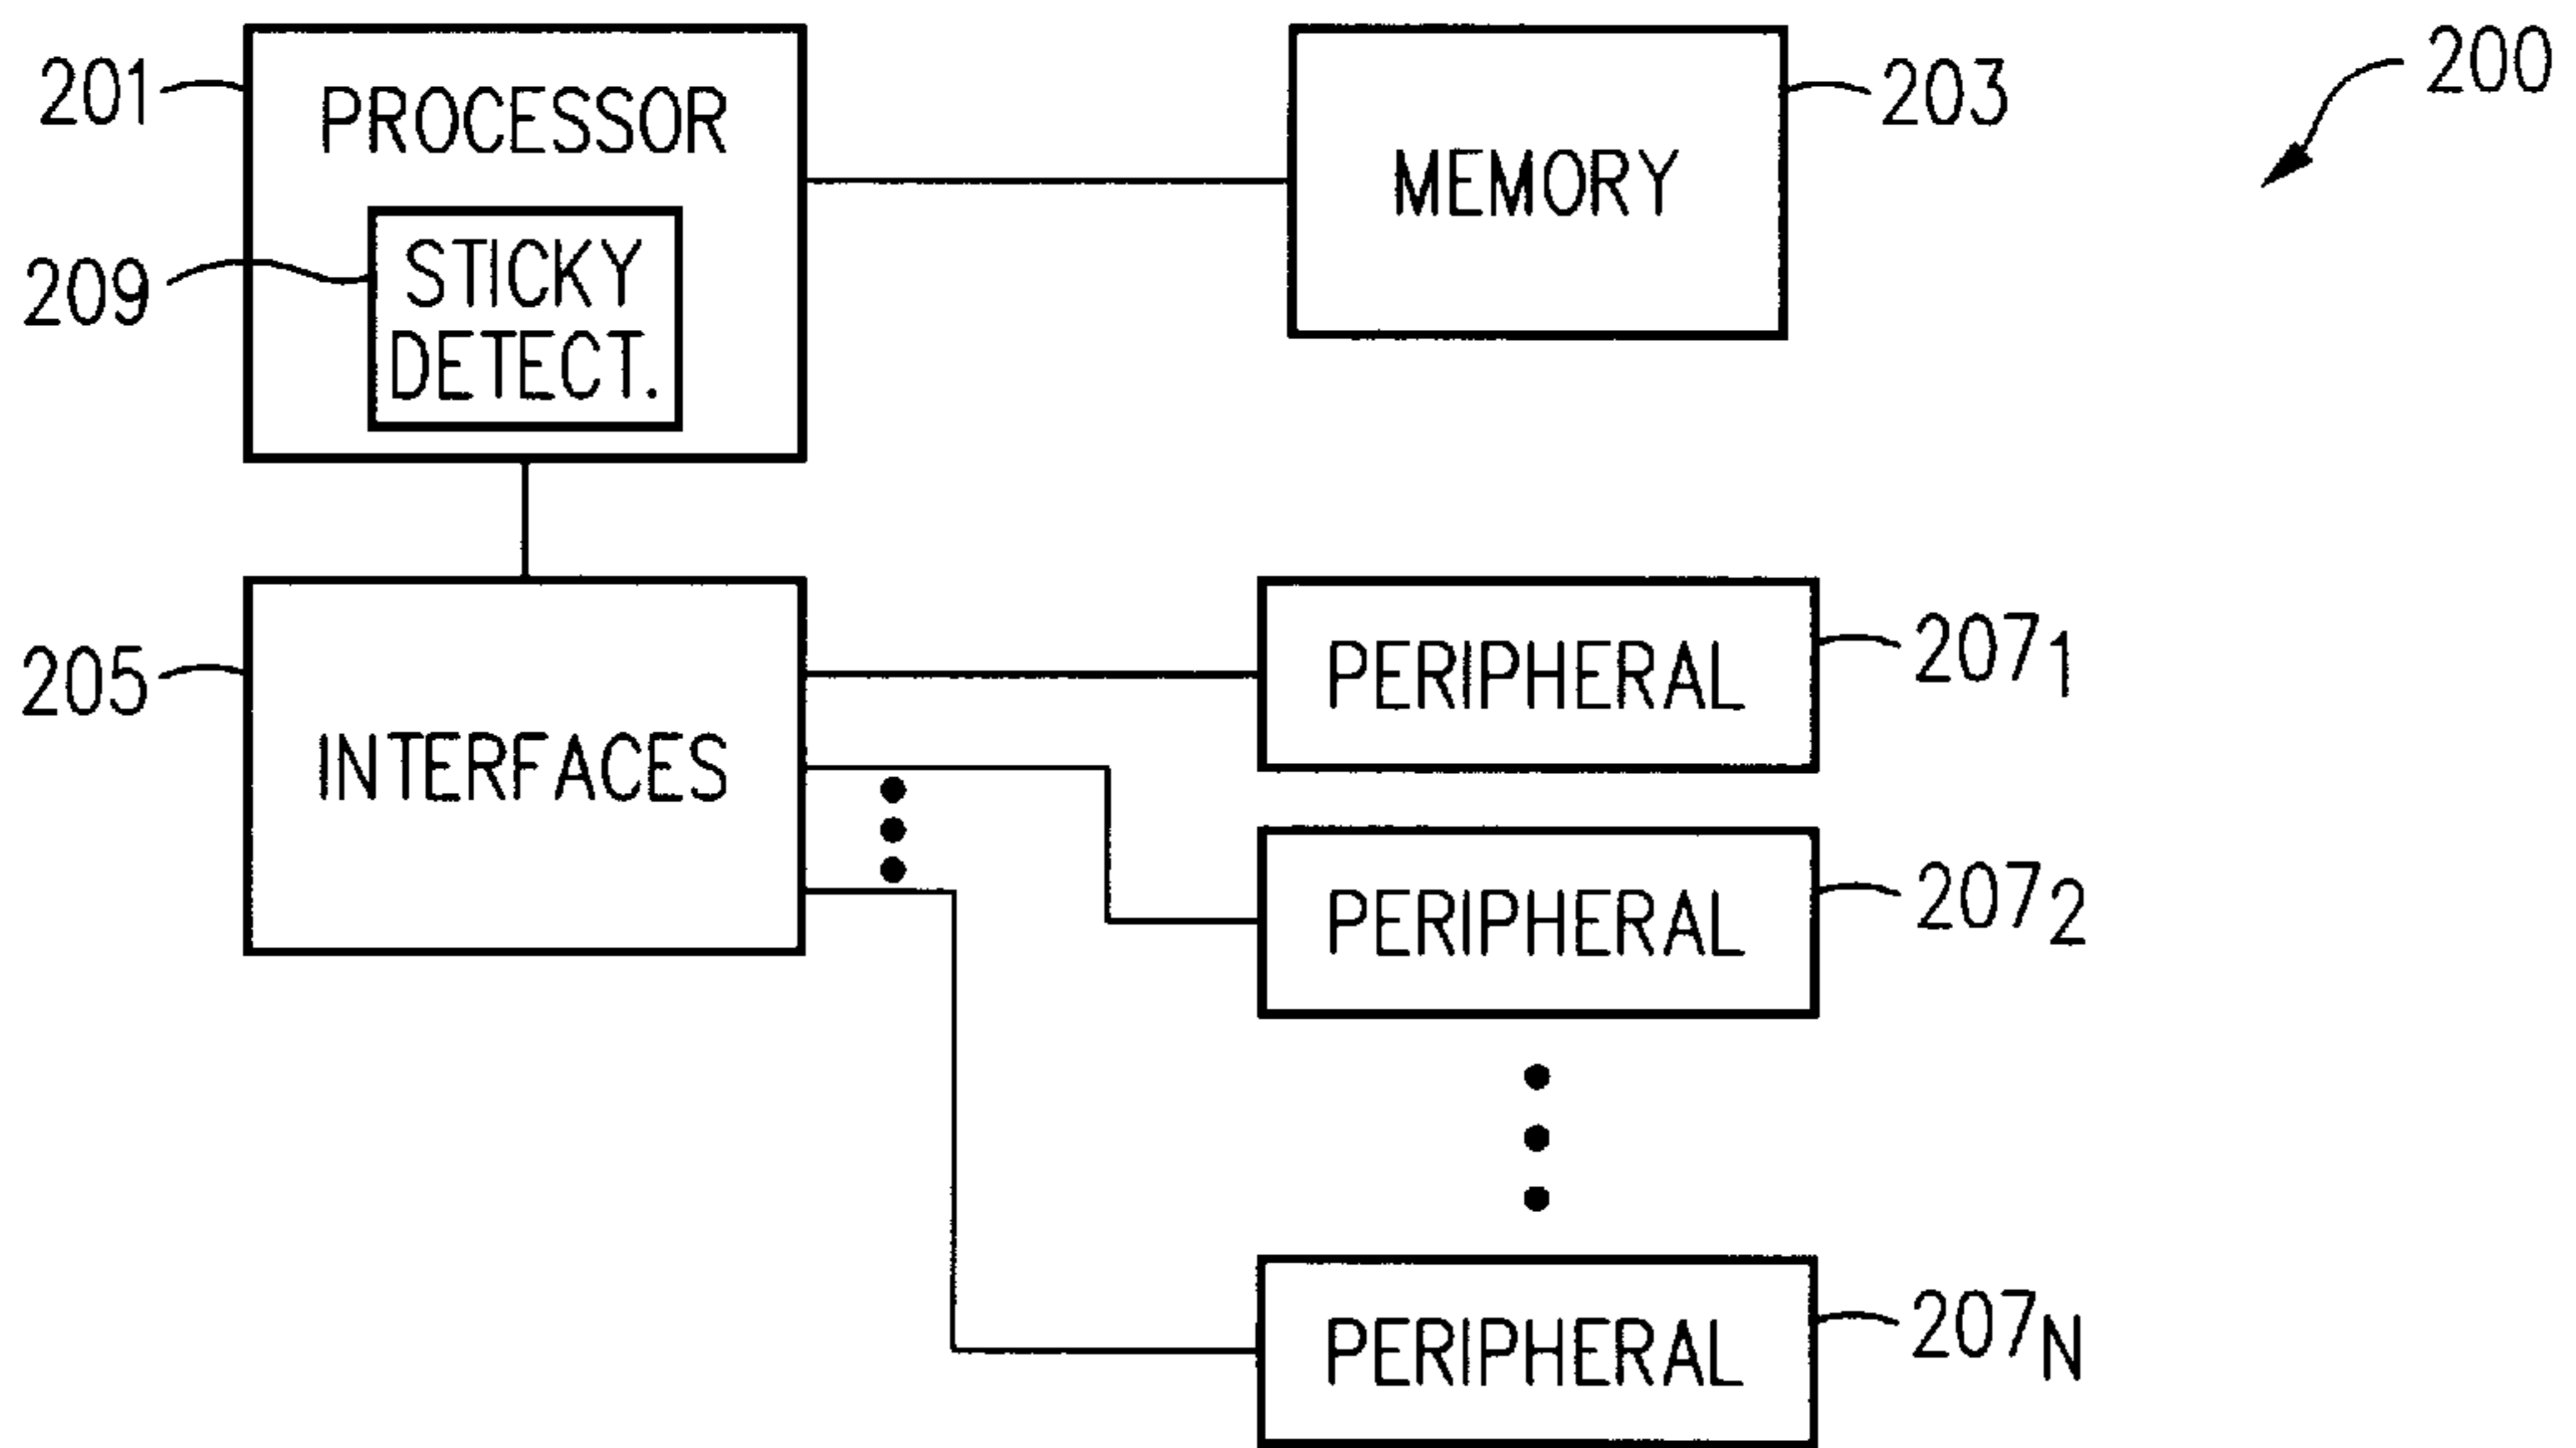 201
PROCESSOR
209
STICKY
DETECT.
MEMORY
203
200
205
INTERFACES
PERIPHERAL
207₁
PERIPHERAL
207₂
PERIPHERAL
207N